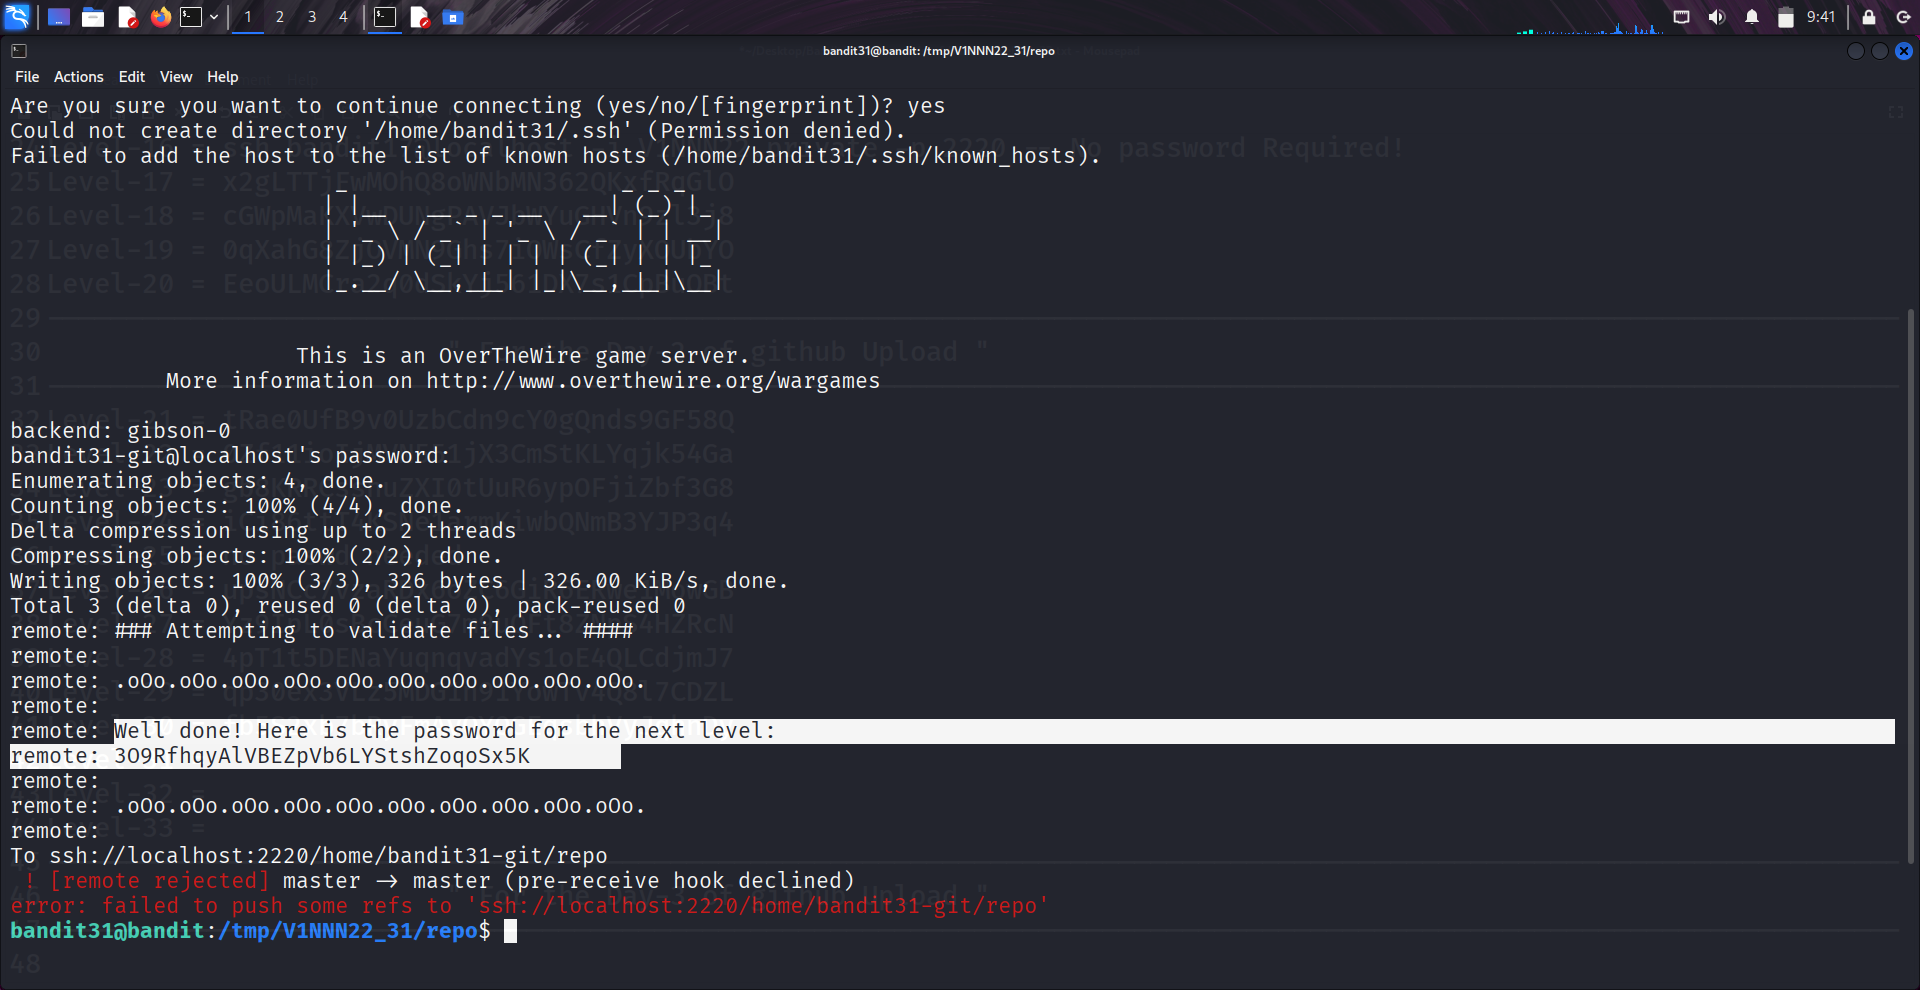 1 2 3 4 9:41
bandit31@bandit: /tmp/V1NNN22_31/repo
File Actions Edit View Help
Are you sure you want to continue connecting (yes/no/[fingerprint])? yes
Could not create directory '/home/bandit31/.ssh' (Permission denied).
Failed to add the host to the list of known hosts (/home/bandit31/.ssh/known_hosts).
bandit
This is an OverTheWire game server.
More information on http://www.overthewire.org/wargames
backend: gibson-0
bandit31-git@localhost's password:
Enumerating objects: 4, done.
Counting objects: 100% (4/4), done.
Delta compression using up to 2 threads
Compressing objects: 100% (2/2), done.
Writing objects: 100% (3/3), 326 bytes | 326.00 KiB/s, done.
Total 3 (delta 0), reused 0 (delta 0), pack-reused 0
remote: ### Attempting to validate files... ####
remote:
remote: .oOo.oOo.oOo.oOo.oOo.oOo.oOo.oOo.oOo.oOo.
remote:
remote: Well done! Here is the password for the next level:
remote: 3O9RfhqyAlVBEZpVb6LYStshZoqoSx5K
remote:
remote: .oOo.oOo.oOo.oOo.oOo.oOo.oOo.oOo.oOo.oOo.
remote:
To ssh://localhost:2220/home/bandit31-git/repo
! [remote rejected] master -> master (pre-receive hook declined)
error: failed to push some refs to 'ssh://localhost:2220/home/bandit31-git/repo'
bandit31@bandit:/tmp/V1NNN22_31/repo$